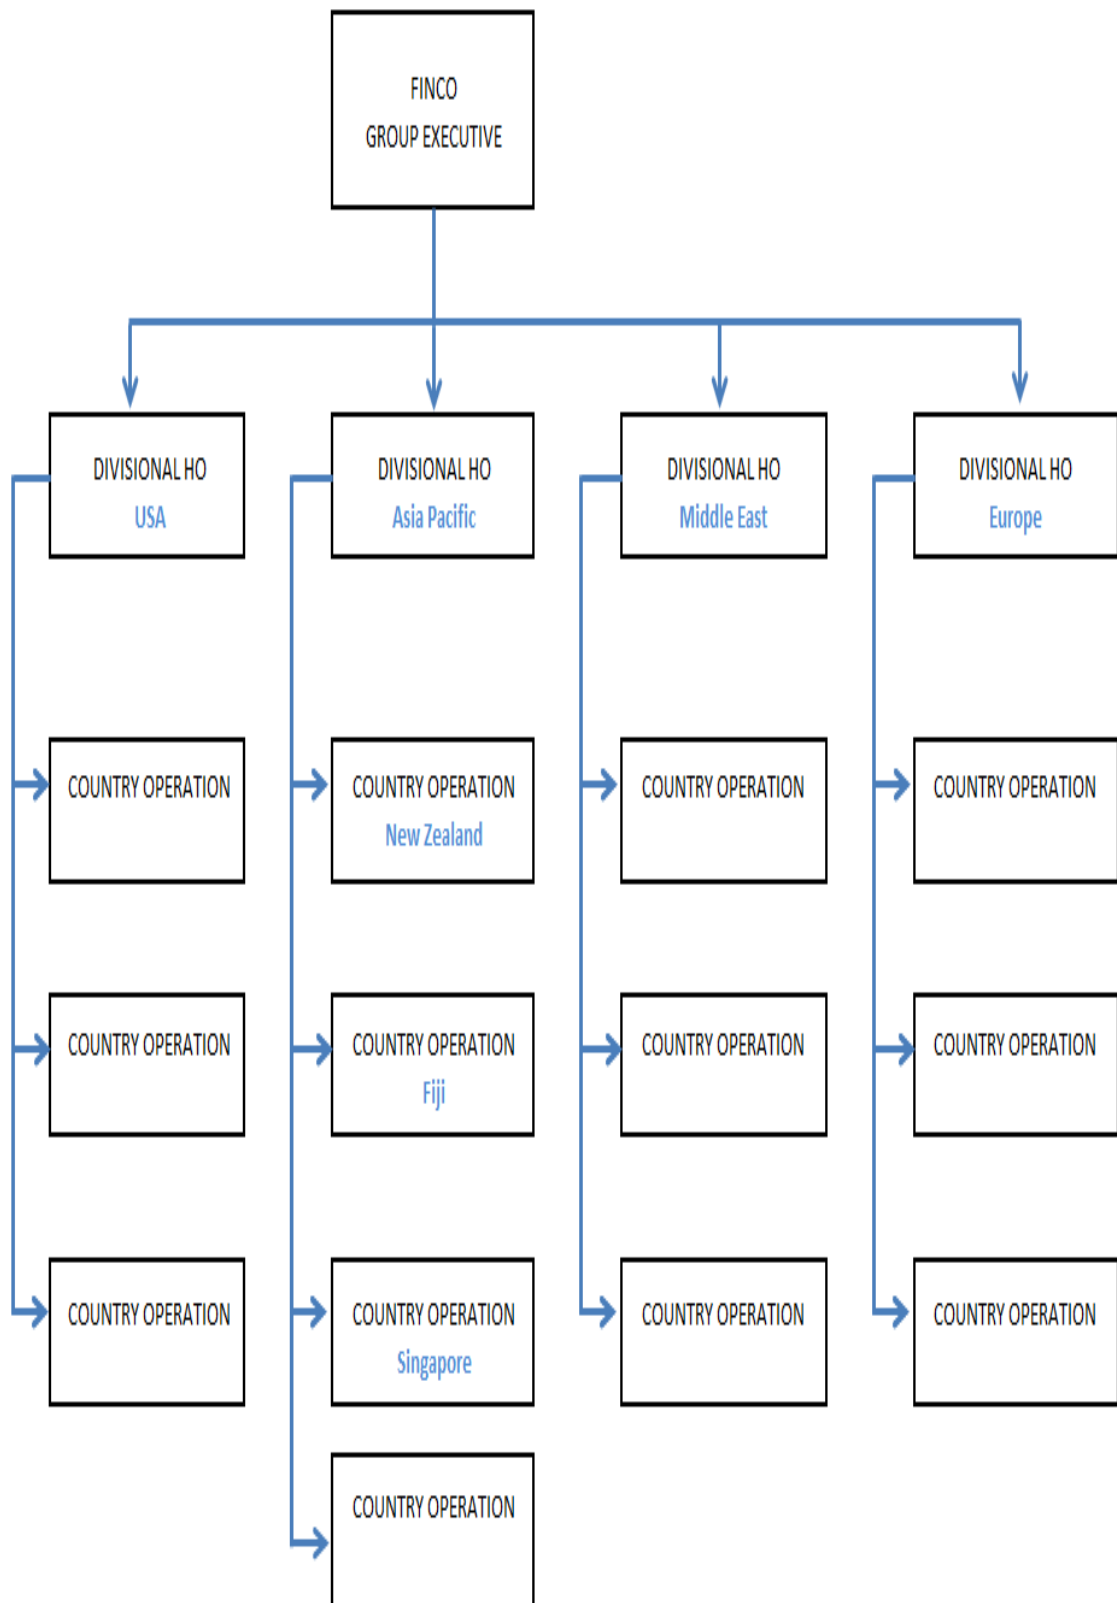 FINCO
GROUP EXECUTIVE
DIVISIONAL HO
USA
DIVISIONAL HO
Asia Pacific
DIVISIONAL HO
Middle East
DIVISIONAL HO
Europe
COUNTRY OPERATION
COUNTRY OPERATION
New Zealand
COUNTRY OPERATION
COUNTRY OPERATION
COUNTRY OPERATION
COUNTRY OPERATION
Fiji
COUNTRY OPERATION
COUNTRY OPERATION
COUNTRY OPERATION
COUNTRY OPERATION
Singapore
COUNTRY OPERATION
COUNTRY OPERATION
COUNTRY OPERATION